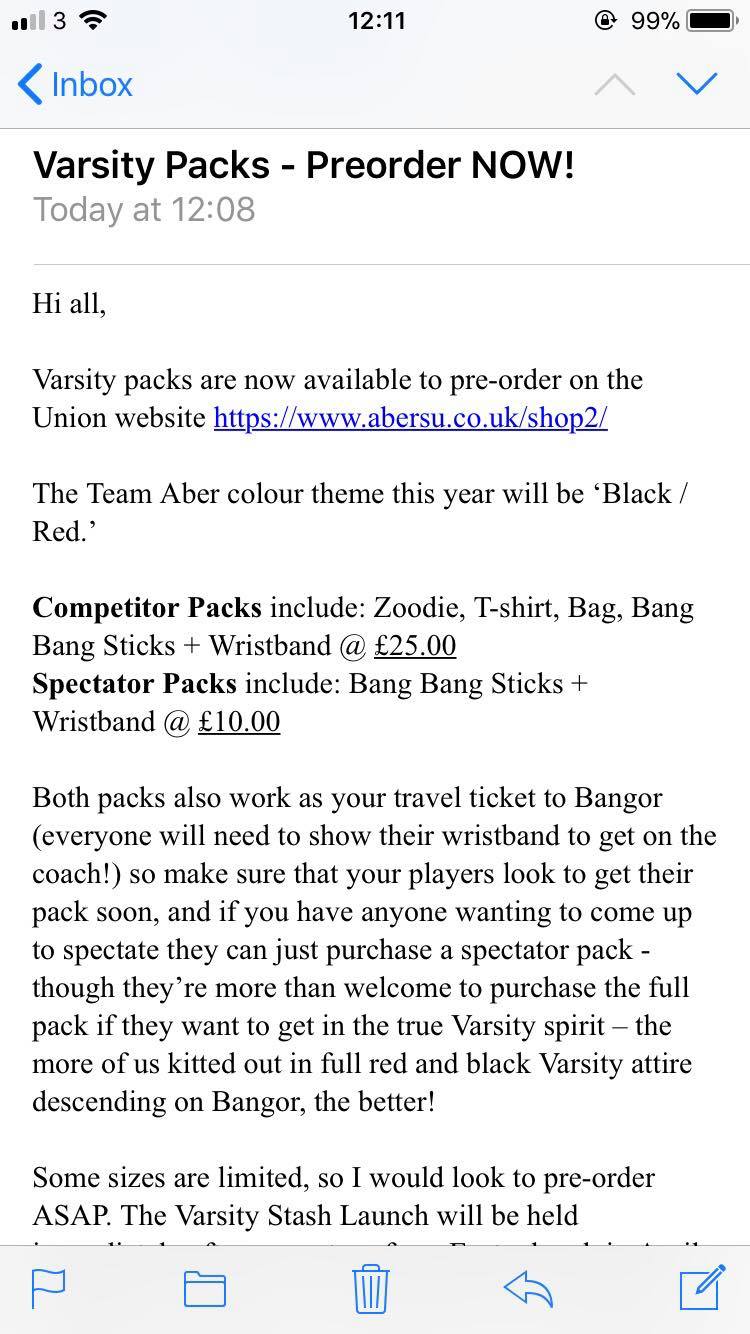 3 12:11 99%
Inbox
Varsity Packs - Preorder NOW!
Today at 12:08
Hi all,
Varsity packs are now available to pre-order on the
Union website https://www.abersu.co.uk/shop2/
The Team Aber colour theme this year will be ‘Black /
Red.’
Competitor Packs include: Zoodie, T-shirt, Bag, Bang
Bang Sticks + Wristband @ £25.00
Spectator Packs include: Bang Bang Sticks +
Wristband @ £10.00
Both packs also work as your travel ticket to Bangor
(everyone will need to show their wristband to get on the
coach!) so make sure that your players look to get their
pack soon, and if you have anyone wanting to come up
to spectate they can just purchase a spectator pack -
though they’re more than welcome to purchase the full
pack if they want to get in the true Varsity spirit – the
more of us kitted out in full red and black Varsity attire
descending on Bangor, the better!
Some sizes are limited, so I would look to pre-order
ASAP. The Varsity Stash Launch will be held